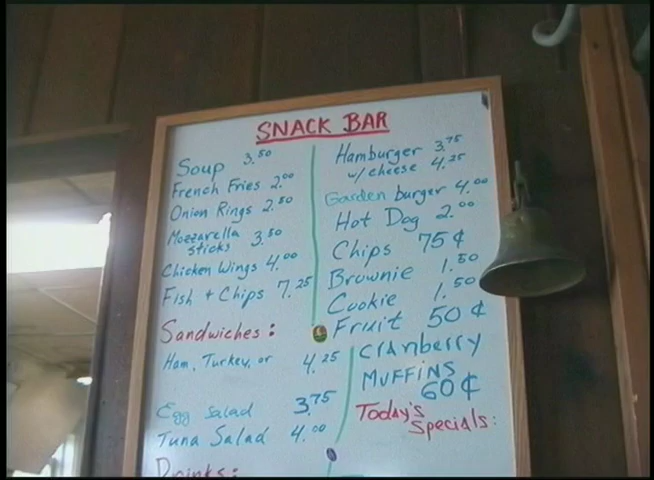 SNACK BAR
Soup 3.50
French Fries 2.00
Onion Rings 2.50
Mozzarella
sticks 3.50
Chicken Wings 4.00
Fish + Chips 7.25
Sandwiches:
Ham, Turkey, or 4.25
Egg Salad 3.75
Tuna Salad 4.00
Drinks:
Hamburger 3.75
w/ cheese 4.25
Garden burger 4.00
Hot Dog 2.00
Chips 75¢
Brownie 1.50
Cookie 1.50
Fruit 50¢
Cranberry
MUFFINS
60¢
Today's
Specials: